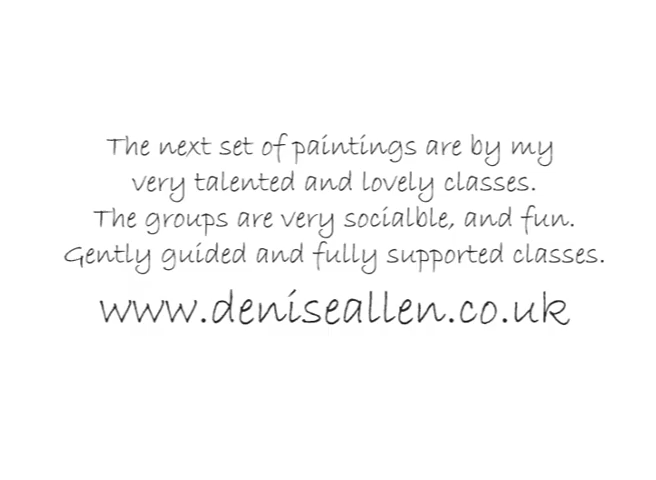 The next set of paintings are by my
very talented and lovely classes.
The groups are very socialble, and fun.
Gently guided and fully supported classes.
www.deniseallen.co.uk